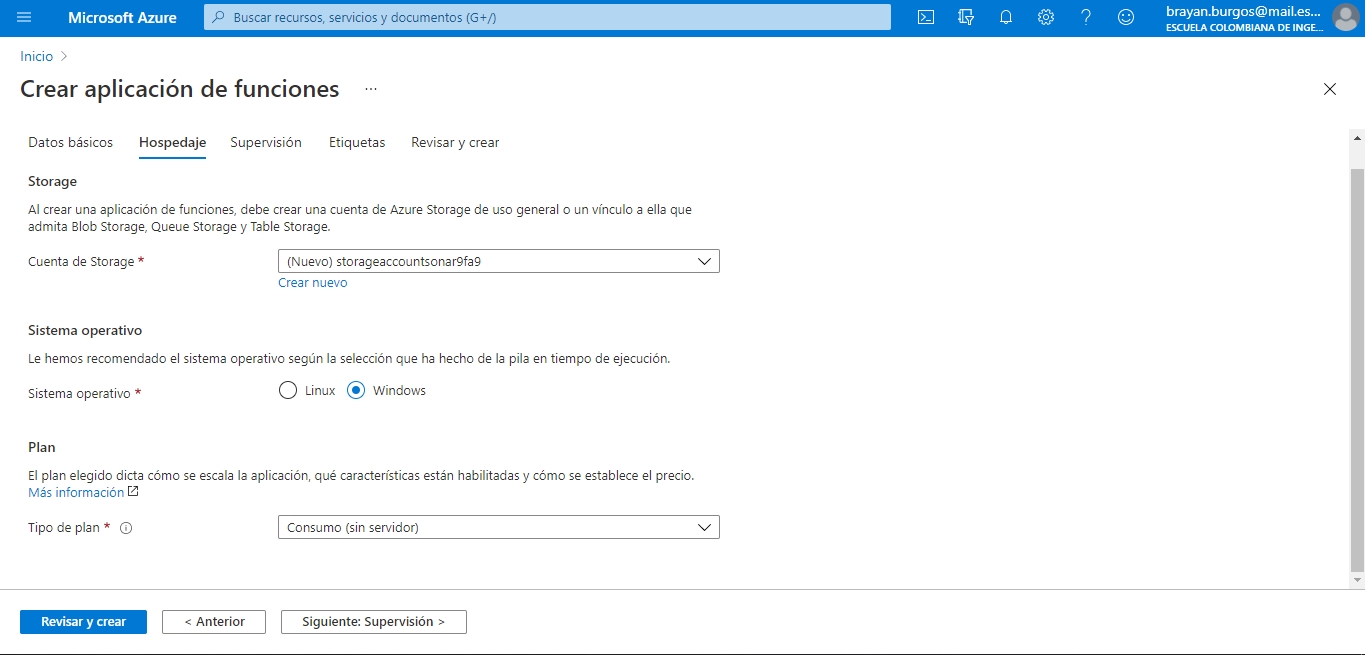 Microsoft Azure
Buscar recursos, servicios y documentos (G+/)
brayan.burgos@mail.es...
ESCUELA COLOMBIANA DE INGE...
Inicio >
Crear aplicación de funciones ...
Datos básicos
Hospedaje
Supervisión
Etiquetas
Revisar y crear
Storage
Al crear una aplicación de funciones, debe crear una cuenta de Azure Storage de uso general o un vínculo a ella que
admita Blob Storage, Queue Storage y Table Storage.
Cuenta de Storage *
(Nuevo) storageaccountsonar9fa9
Crear nuevo
Sistema operativo
Le hemos recomendado el sistema operativo según la selección que ha hecho de la pila en tiempo de ejecución.
Sistema operativo *
Linux
Windows
Plan
El plan elegido dicta cómo se escala la aplicación, qué características están habilitadas y cómo se establece el precio.
Más información
Tipo de plan *
Consumo (sin servidor)
Revisar y crear
< Anterior
Siguiente: Supervisión >